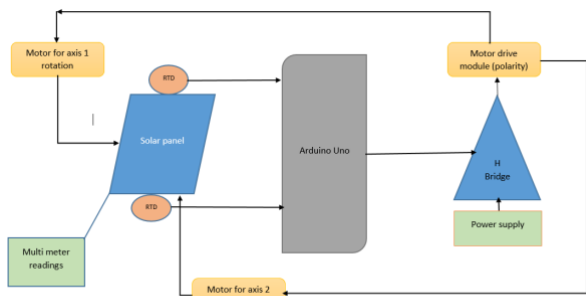 Motor for axis 1
rotation
RTD
Solar panel
RTD
Multi meter
readings
Arduino Uno
Motor drive
module (polarity)
H
Bridge
Power supply
Motor for axis 2